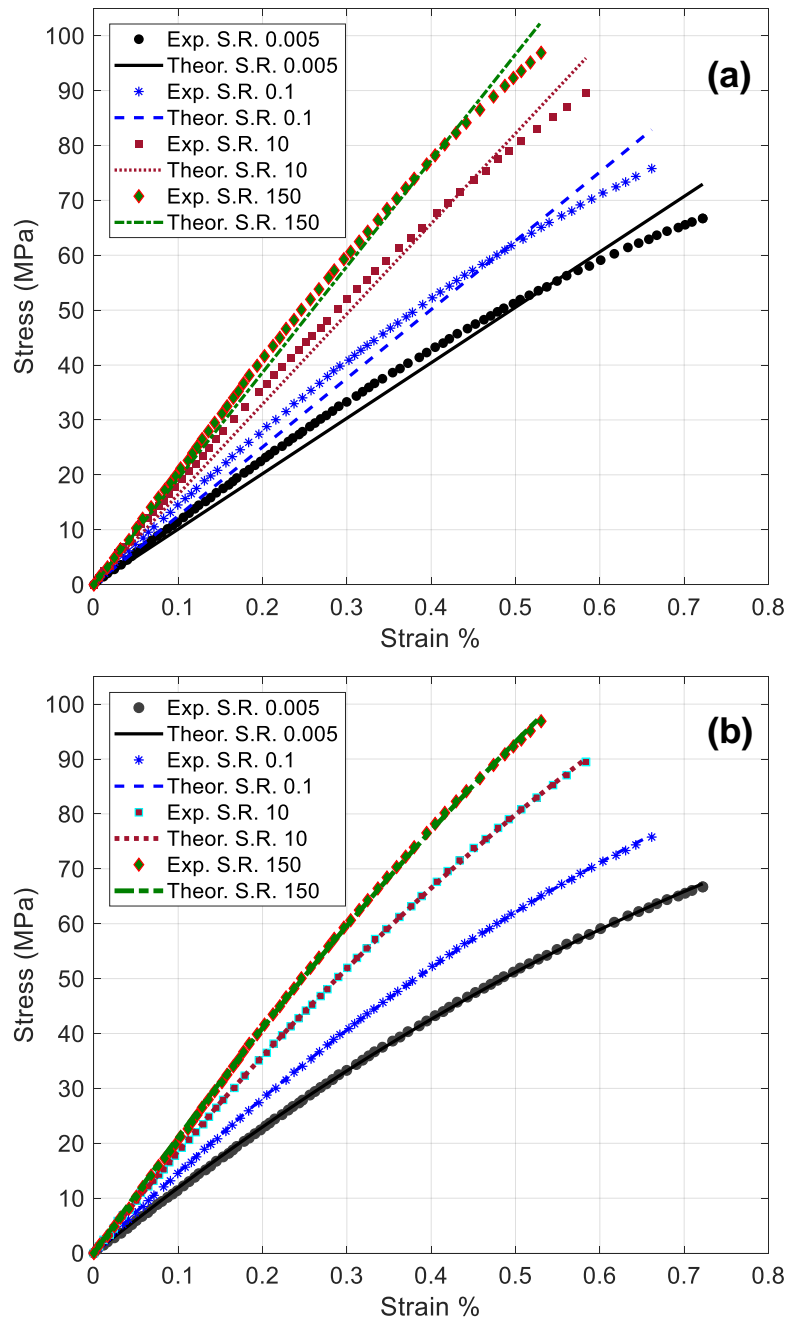 100
90
80
70
60
50
40
30
20
10
0
Stress (MPa)
Exp. S.R. 0.005
Theor. S.R. 0.005
Exp. S.R. 0.1
Theor. S.R. 0.1
Exp. S.R. 10
Theor. S.R. 10
Exp. S.R. 150
Theor. S.R. 150
(a)
0 0.1 0.2 0.3 0.4 0.5 0.6 0.7 0.8
Strain %
100
90
80
70
60
50
40
30
20
10
0
Stress (MPa)
Exp. S.R. 0.005
Theor. S.R. 0.005
Exp. S.R. 0.1
Theor. S.R. 0.1
Exp. S.R. 10
Theor. S.R. 10
Exp. S.R. 150
Theor. S.R. 150
(b)
0 0.1 0.2 0.3 0.4 0.5 0.6 0.7 0.8
Strain %